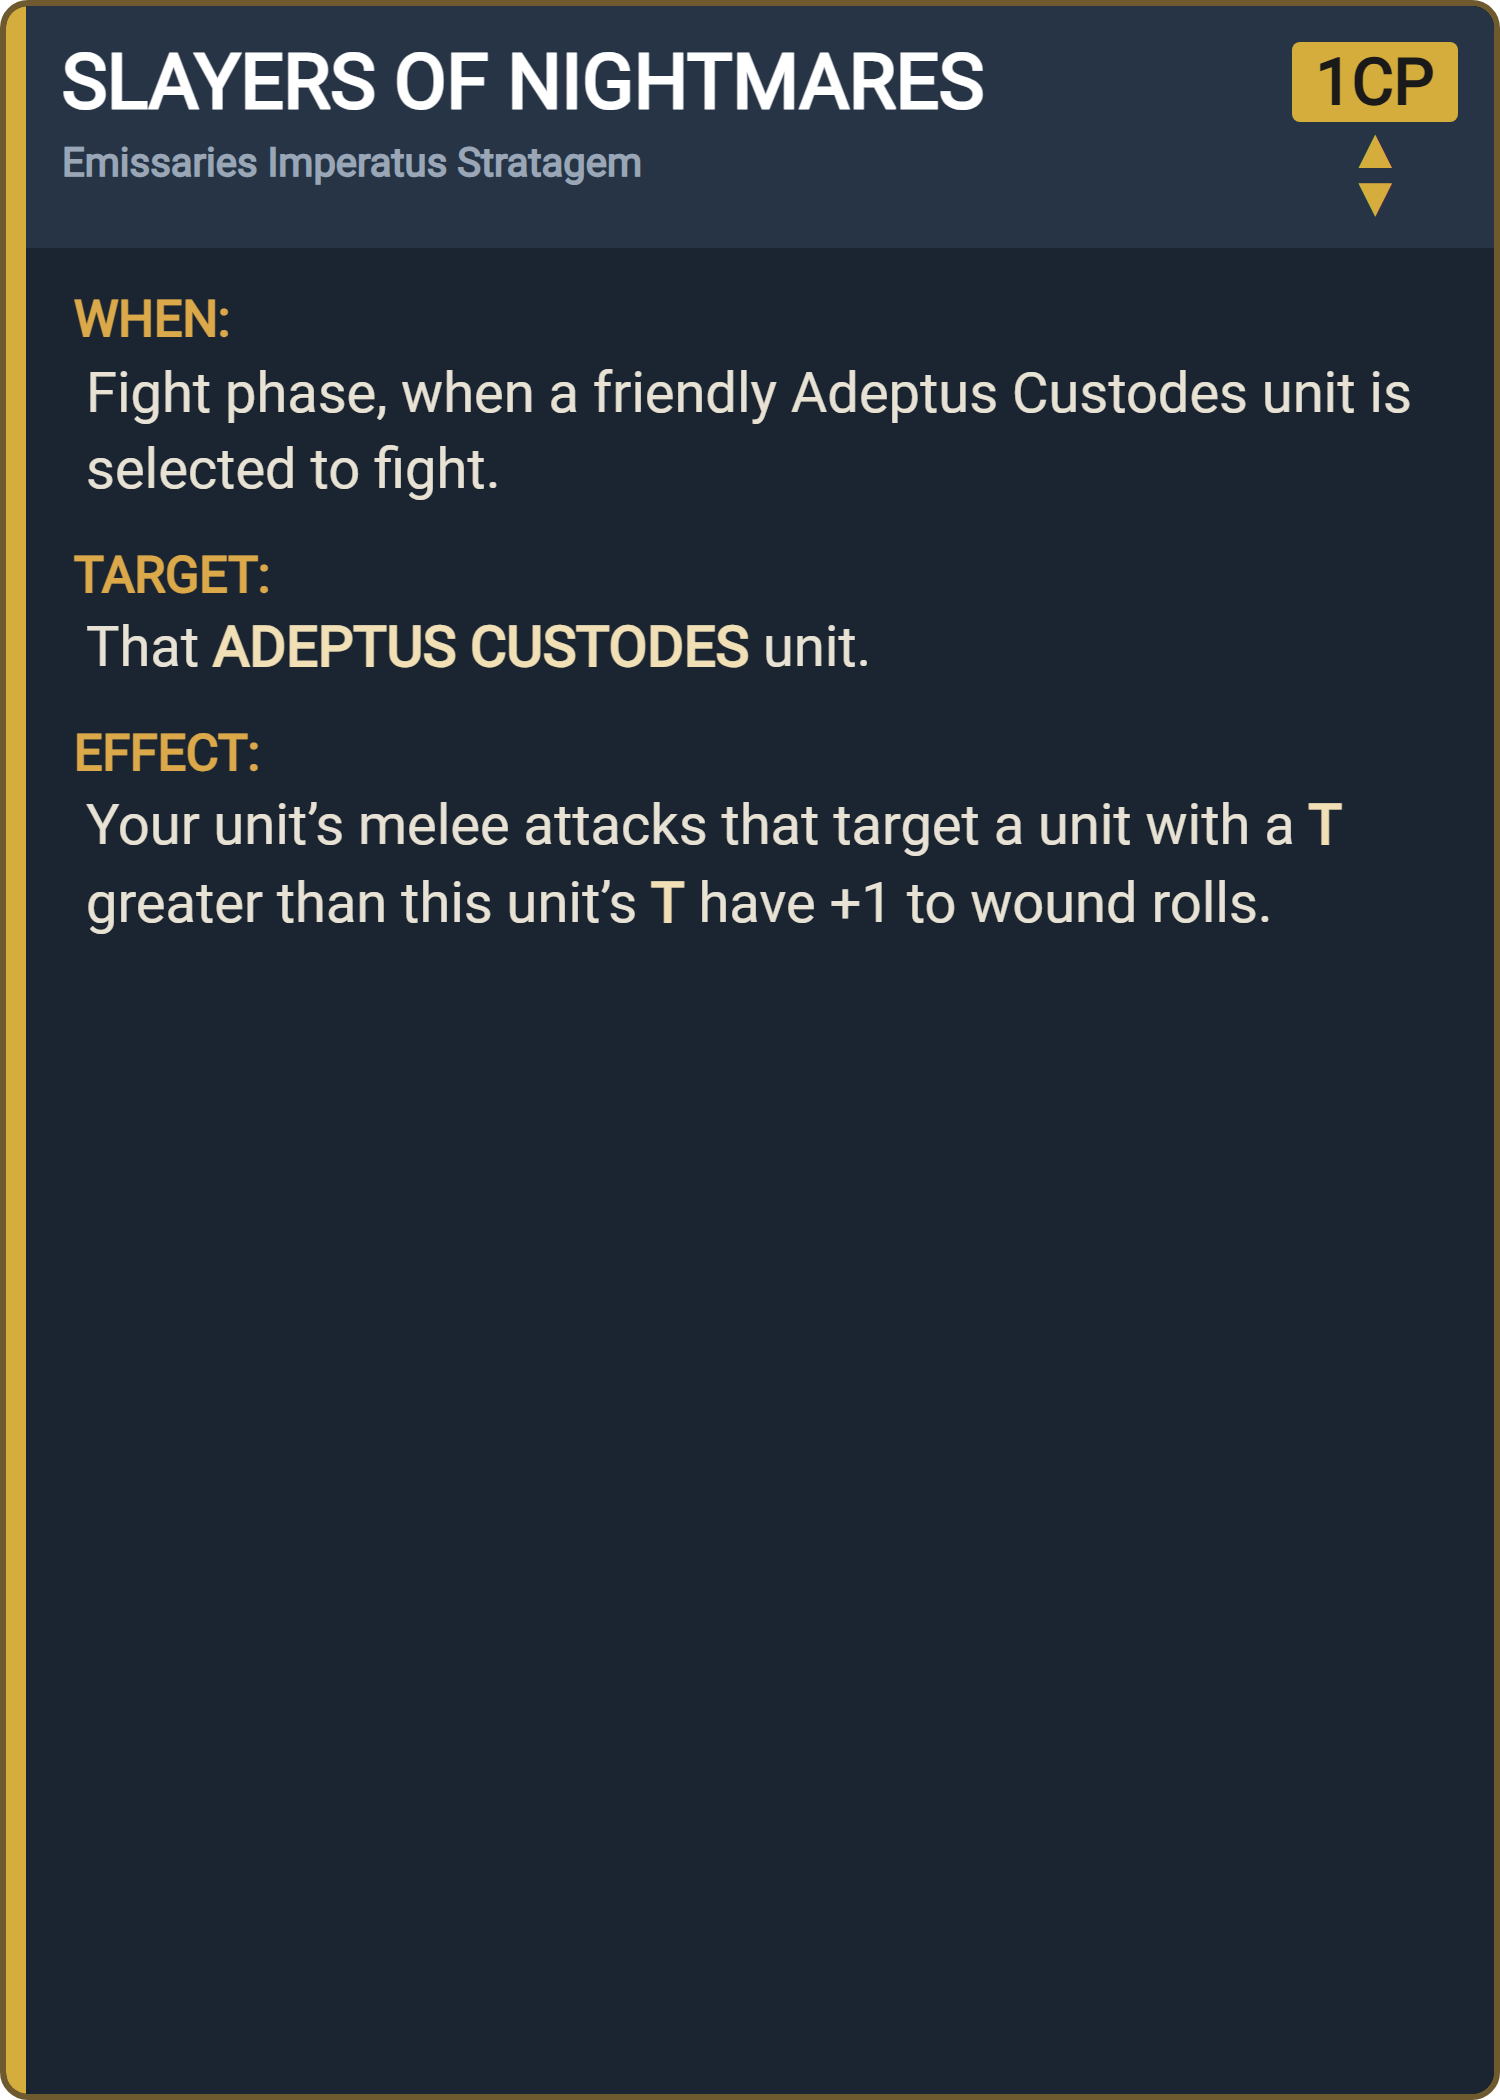 SLAYERS OF NIGHTMARES
Emissaries Imperatus Stratagem
1CP
WHEN:
Fight phase, when a friendly Adeptus Custodes unit is
selected to fight.
TARGET:
That ADEPTUS CUSTODES unit.
EFFECT:
Your unit’s melee attacks that target a unit with a T
greater than this unit’s T have +1 to wound rolls.